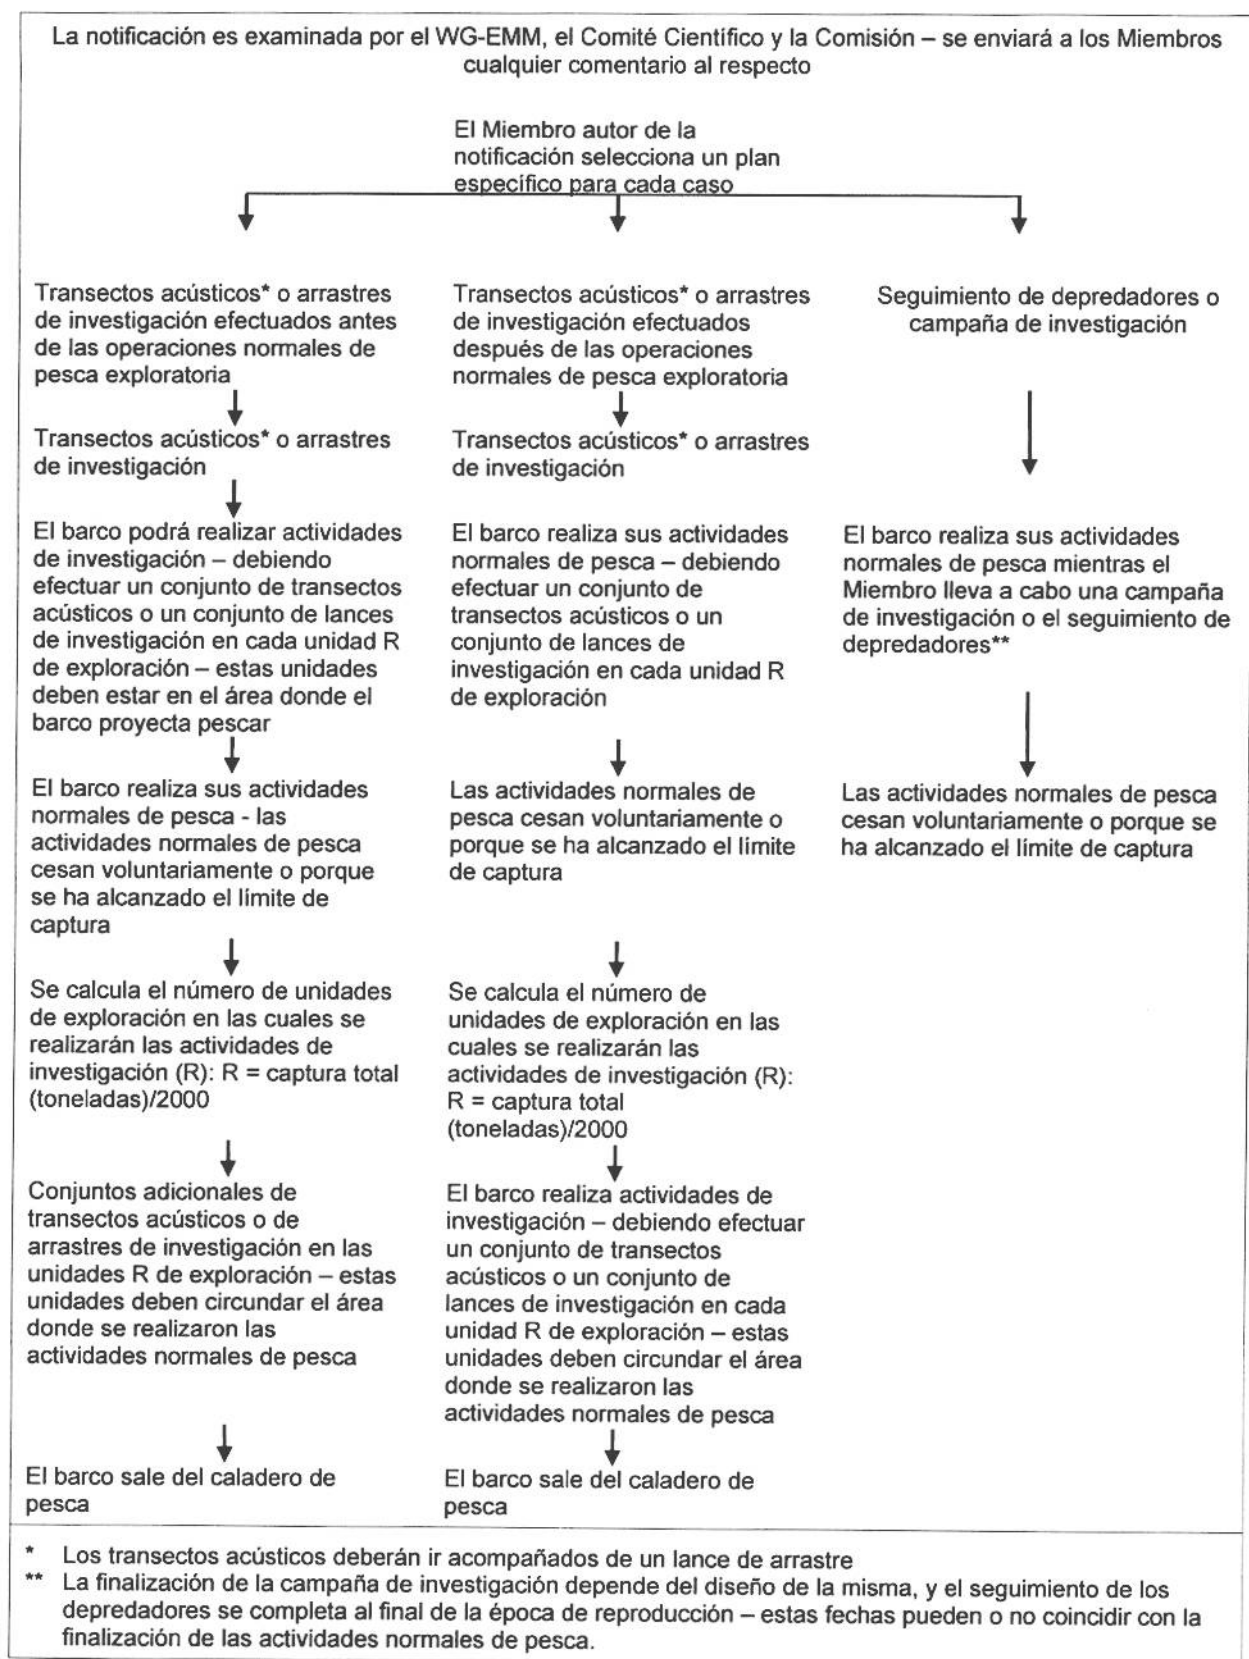 La notificación es examinada por el WG-EMM, el Comité Científico y la Comisión – se enviará a los Miembros
cualquier comentario al respecto
El Miembro autor de la
notificación selecciona un plan
específico para cada caso
Transectos acústicos* o arrastres
de investigación efectuados antes
de las operaciones normales de
pesca exploratoria
Transectos acústicos* o arrastres
de investigación
El barco podrá realizar actividades
de investigación – debiendo
efectuar un conjunto de transectos
acústicos o un conjunto de lances
de investigación en cada unidad R
de exploración – estas unidades
deben estar en el área donde el
barco proyecta pescar
El barco realiza sus actividades
normales de pesca - las
actividades normales de pesca
cesan voluntariamente o porque
se ha alcanzado el límite de
captura
Se calcula el número de unidades
de exploración en las cuales se
realizarán las actividades de
investigación (R): R = captura total
(toneladas)/2000
Conjuntos adicionales de
transectos acústicos o de
arrastres de investigación en las
unidades R de exploración – estas
unidades deben circundar el área
donde se realizaron las
actividades normales de pesca
El barco sale del caladero de
pesca
Transectos acústicos* o arrastres
de investigación efectuados
después de las operaciones
normales de pesca exploratoria
Transectos acústicos* o arrastres
de investigación
El barco realiza sus actividades
normales de pesca – debiendo
efectuar un conjunto de
transectos acústicos o un
conjunto de lances de
investigación en cada unidad R
de exploración
Las actividades normales de
pesca cesan voluntariamente o
porque se ha alcanzado el límite
de captura
Se calcula el número de
unidades de exploración en las
cuales se realizarán las
actividades de investigación (R):
R = captura total
(toneladas)/2000
El barco realiza actividades de
investigación – debiendo efectuar
un conjunto de transectos
acústicos o un conjunto de
lances de investigación en cada
unidad R de exploración – estas
unidades deben circundar el área
donde se realizaron las
actividades normales de pesca
El barco sale del caladero de
pesca
Seguimiento de depredadores o
campaña de investigación
El barco realiza sus actividades
normales de pesca mientras el
Miembro lleva a cabo una campaña
de investigación o el seguimiento de
depredadores**
Las actividades normales de pesca
cesan voluntariamente o porque se
ha alcanzado el límite de captura
* Los transectos acústicos deberán ir acompañados de un lance de arrastre
** La finalización de la campaña de investigación depende del diseño de la misma, y el seguimiento de los
depredadores se completa al final de la época de reproducción – estas fechas pueden o no coincidir con la
finalización de las actividades normales de pesca.